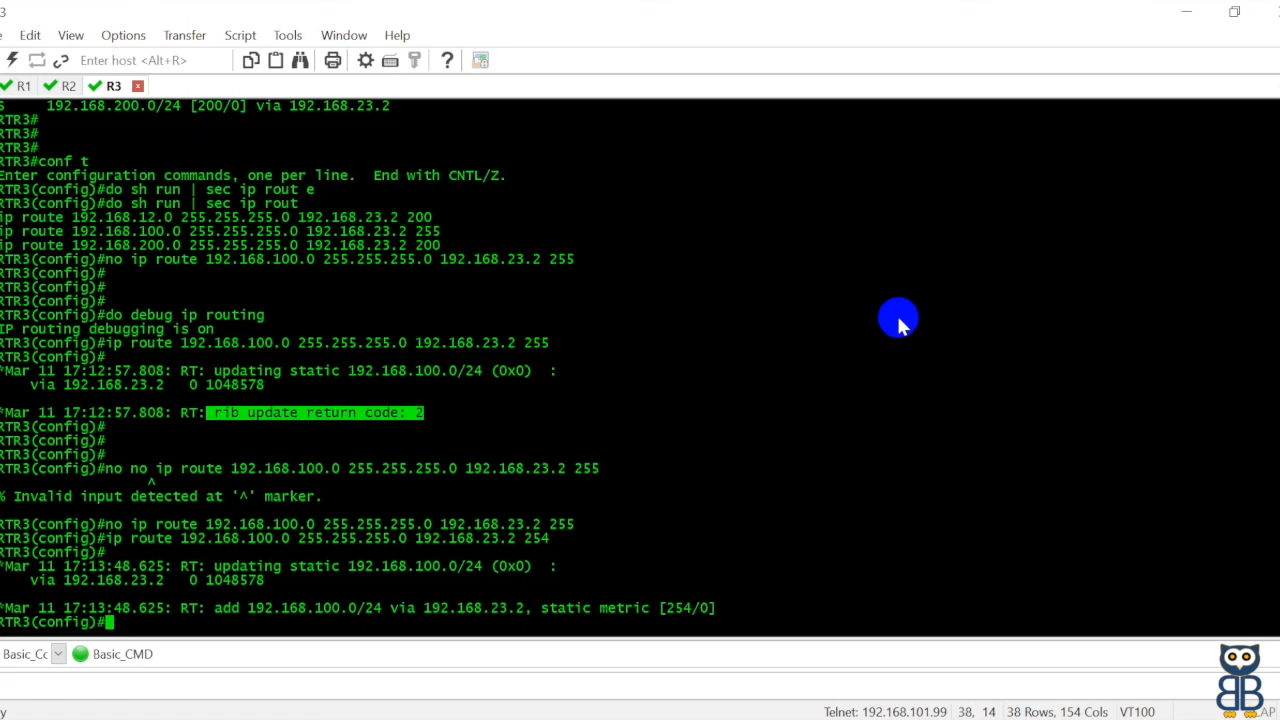 3
e Edit View Options Transfer Script Tools Window Help
Enter host <Alt+R>
R1 R2 R3
S 192.168.200.0/24 [200/0] via 192.168.23.2
RTR3#
RTR3#
RTR3#
RTR3#conf t
Enter configuration commands, one per line. End with CNTL/Z.
RTR3(config)#do sh run | sec ip rout e
RTR3(config)#do sh run | sec ip rout
ip route 192.168.12.0 255.255.255.0 192.168.23.2 200
ip route 192.168.100.0 255.255.255.0 192.168.23.2 255
ip route 192.168.200.0 255.255.255.0 192.168.23.2 200
RTR3(config)#no ip route 192.168.100.0 255.255.255.0 192.168.23.2 255
RTR3(config)#
RTR3(config)#
RTR3(config)#
RTR3(config)#do debug ip routing
IP routing debugging is on
RTR3(config)#ip route 192.168.100.0 255.255.255.0 192.168.23.2 255
RTR3(config)#
*Mar 11 17:12:57.808: RT: updating static 192.168.100.0/24 (0x0) :
via 192.168.23.2 0 1048578
*Mar 11 17:12:57.808: RT: rib update return code: 2
RTR3(config)#
RTR3(config)#
RTR3(config)#
RTR3(config)#no no ip route 192.168.100.0 255.255.255.0 192.168.23.2 255
^
% Invalid input detected at '^' marker.
RTR3(config)#no ip route 192.168.100.0 255.255.255.0 192.168.23.2 255
RTR3(config)#ip route 192.168.100.0 255.255.255.0 192.168.23.2 254
RTR3(config)#
*Mar 11 17:13:48.625: RT: updating static 192.168.100.0/24 (0x0) :
via 192.168.23.2 0 1048578
*Mar 11 17:13:48.625: RT: add 192.168.100.0/24 via 192.168.23.2, static metric [254/0]
RTR3(config)#
Basic_Cc Basic_CMD
y Telnet: 192.168.101.99 38, 14 38 Rows, 154 Cols VT100